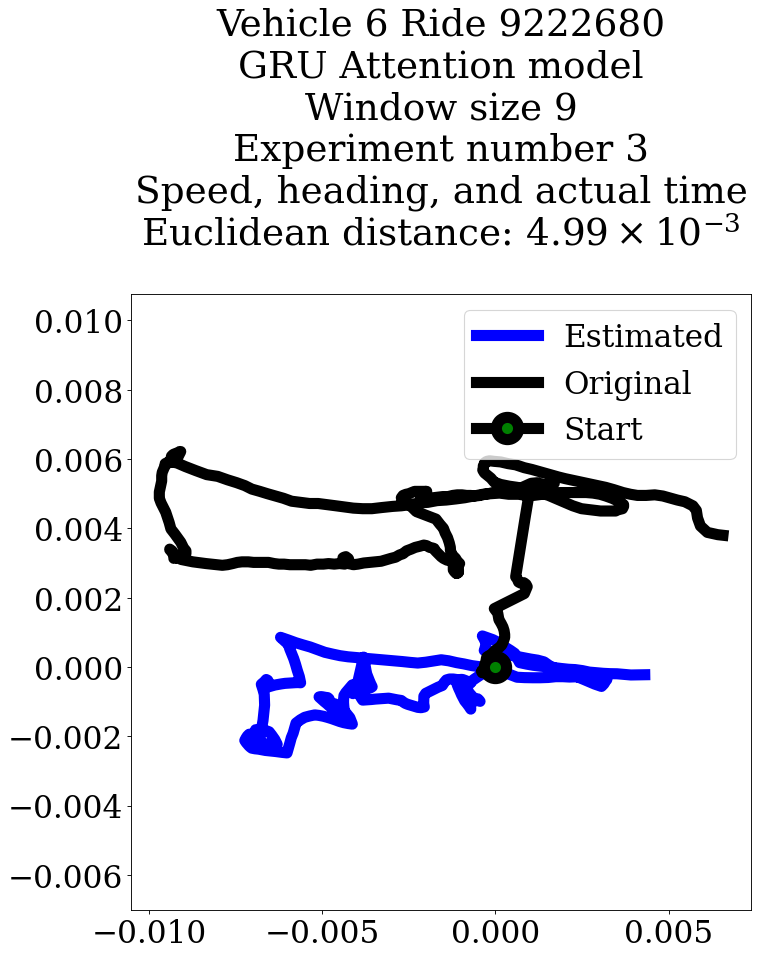 Vehicle 6 Ride 9222680
GRU Attention model
Window size 9
Experiment number 3
Speed, heading, and actual time
Euclidean distance: 4.99 × 10⁻³
Estimated
Original
Start
0.010
0.008
0.006
0.004
0.002
0.000
−0.002
−0.004
−0.006
−0.010 −0.005 0.000 0.005